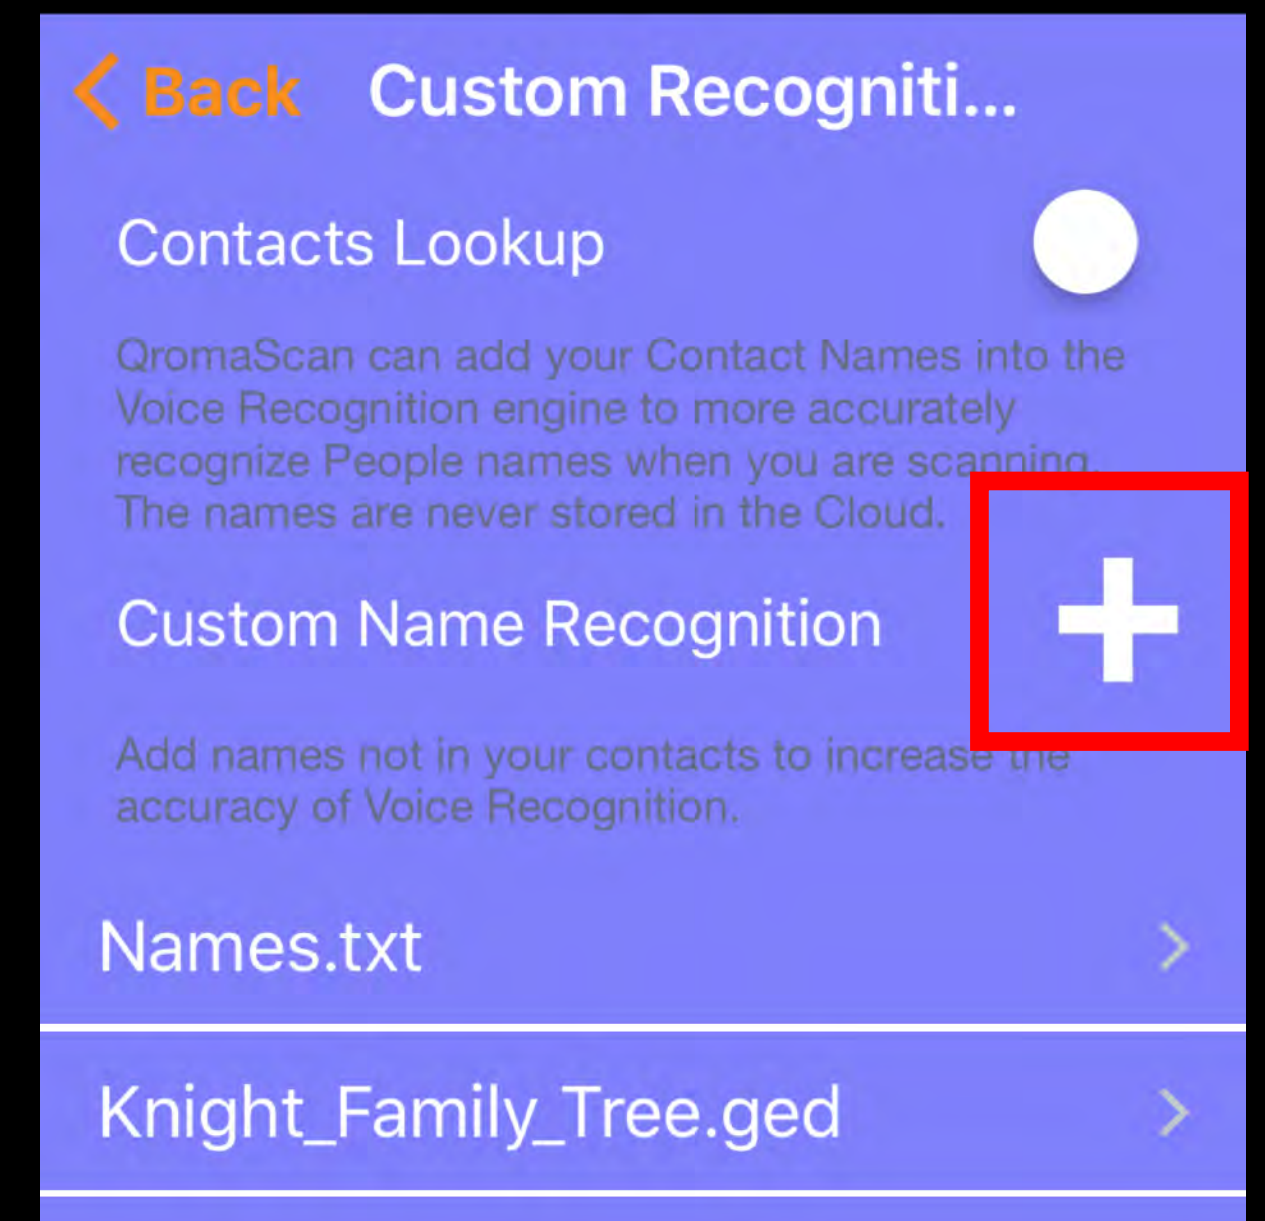 Back Custom Recogniti...
Contacts Lookup
QromaScan can add your Contact Names into the
Voice Recognition engine to more accurately
recognize People names when you are scanning.
The names are never stored in the Cloud.
Custom Name Recognition
Add names not in your contacts to increase the
accuracy of Voice Recognition.
Names.txt
Knight_Family_Tree.ged